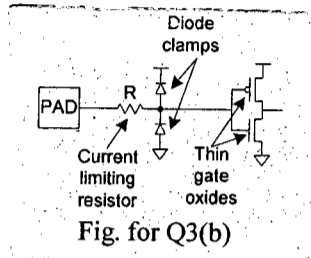 Diode
clamps
R
PAD
Current
limiting
resistor
Thin
gate
oxides
Fig. for Q3(b)